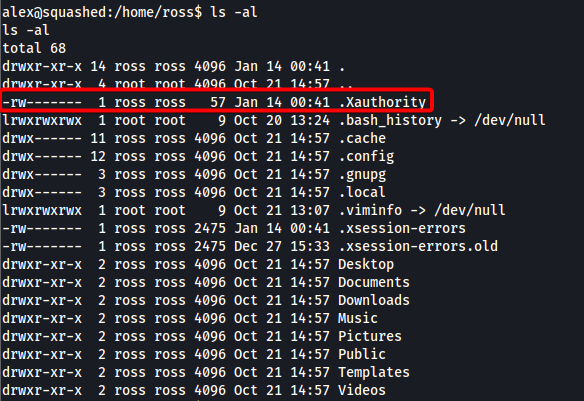 alex@squashed:/home/ross$ ls -al
ls -al
total 68
drwxr-xr-x 14 ross ross 4096 Jan 14 00:41 .
drwxr-xr-x  4 root root 4096 Oct 21 14:57 ..
-rw-------  1 ross ross   57 Jan 14 00:41 .Xauthority
lrwxrwxrwx  1 root root    9 Oct 20 13:24 .bash_history -> /dev/null
drwx------ 11 ross ross 4096 Oct 21 14:57 .cache
drwx------ 12 ross ross 4096 Oct 21 14:57 .config
drwx------  3 ross ross 4096 Oct 21 14:57 .gnupg
drwx------  3 ross ross 4096 Oct 21 14:57 .local
lrwxrwxrwx  1 root root    9 Oct 21 13:07 .viminfo -> /dev/null
-rw-------  1 ross ross 2475 Jan 14 00:41 .xsession-errors
-rw-------  1 ross ross 2475 Dec 27 15:33 .xsession-errors.old
drwxr-xr-x  2 ross ross 4096 Oct 21 14:57 Desktop
drwxr-xr-x  2 ross ross 4096 Oct 21 14:57 Documents
drwxr-xr-x  2 ross ross 4096 Oct 21 14:57 Downloads
drwxr-xr-x  2 ross ross 4096 Oct 21 14:57 Music
drwxr-xr-x  2 ross ross 4096 Oct 21 14:57 Pictures
drwxr-xr-x  2 ross ross 4096 Oct 21 14:57 Public
drwxr-xr-x  2 ross ross 4096 Oct 21 14:57 Templates
drwxr-xr-x  2 ross ross 4096 Oct 21 14:57 Videos